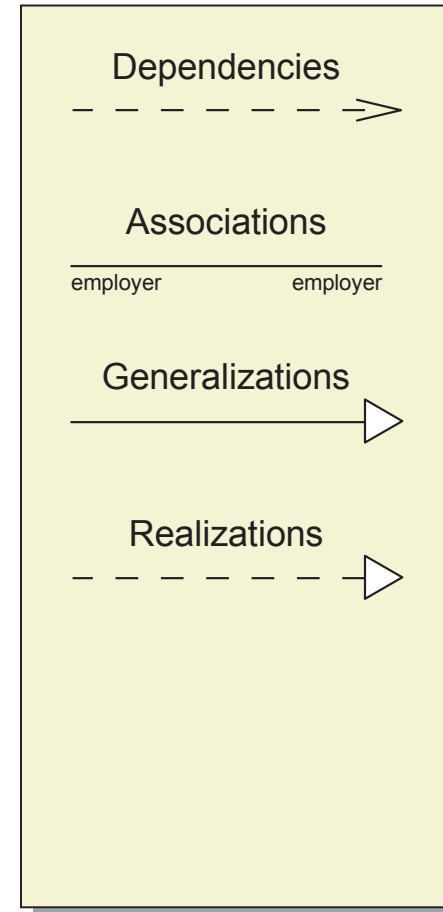 Dependencies
Associations
employer employer
Generalizations
Realizations